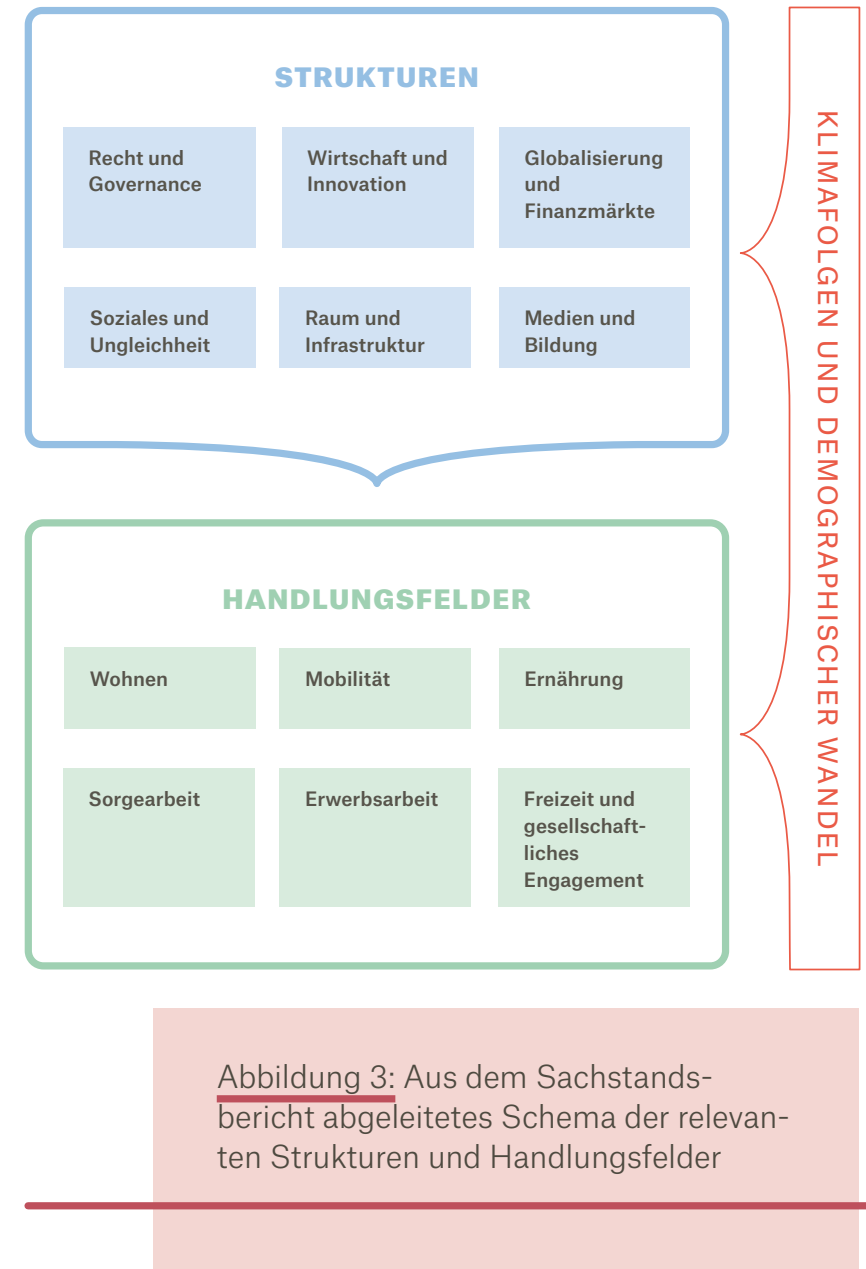 STRUKTUREN
Recht und
Governance
Wirtschaft und
Innovation
Globalisierung
und
Finanzmärkte
Soziales und
Ungleichheit
Raum und
Infrastruktur
Medien und
Bildung
HANDLUNGSFELDER
Wohnen
Mobilität
Ernährung
Sorgearbeit
Erwerbsarbeit
Freizeit und
gesellschaft-
liches
Engagement
KLIMAFOLGEN UND DEMOGRAPHISCHER WANDEL
Abbildung 3: Aus dem Sachstands-
bericht abgeleitetes Schema der relevan-
ten Strukturen und Handlungsfelder